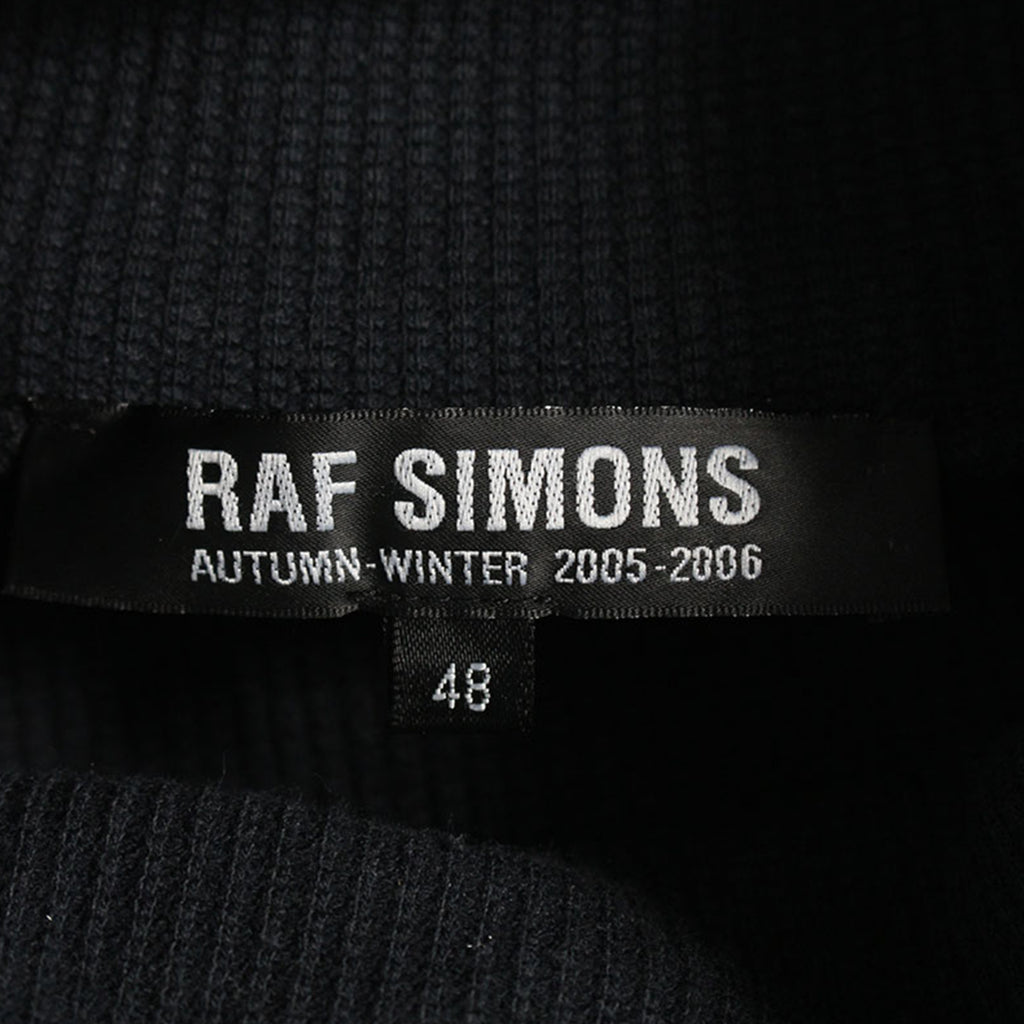 RAF SIMONS
AUTUMN-WINTER 2005-2006
48